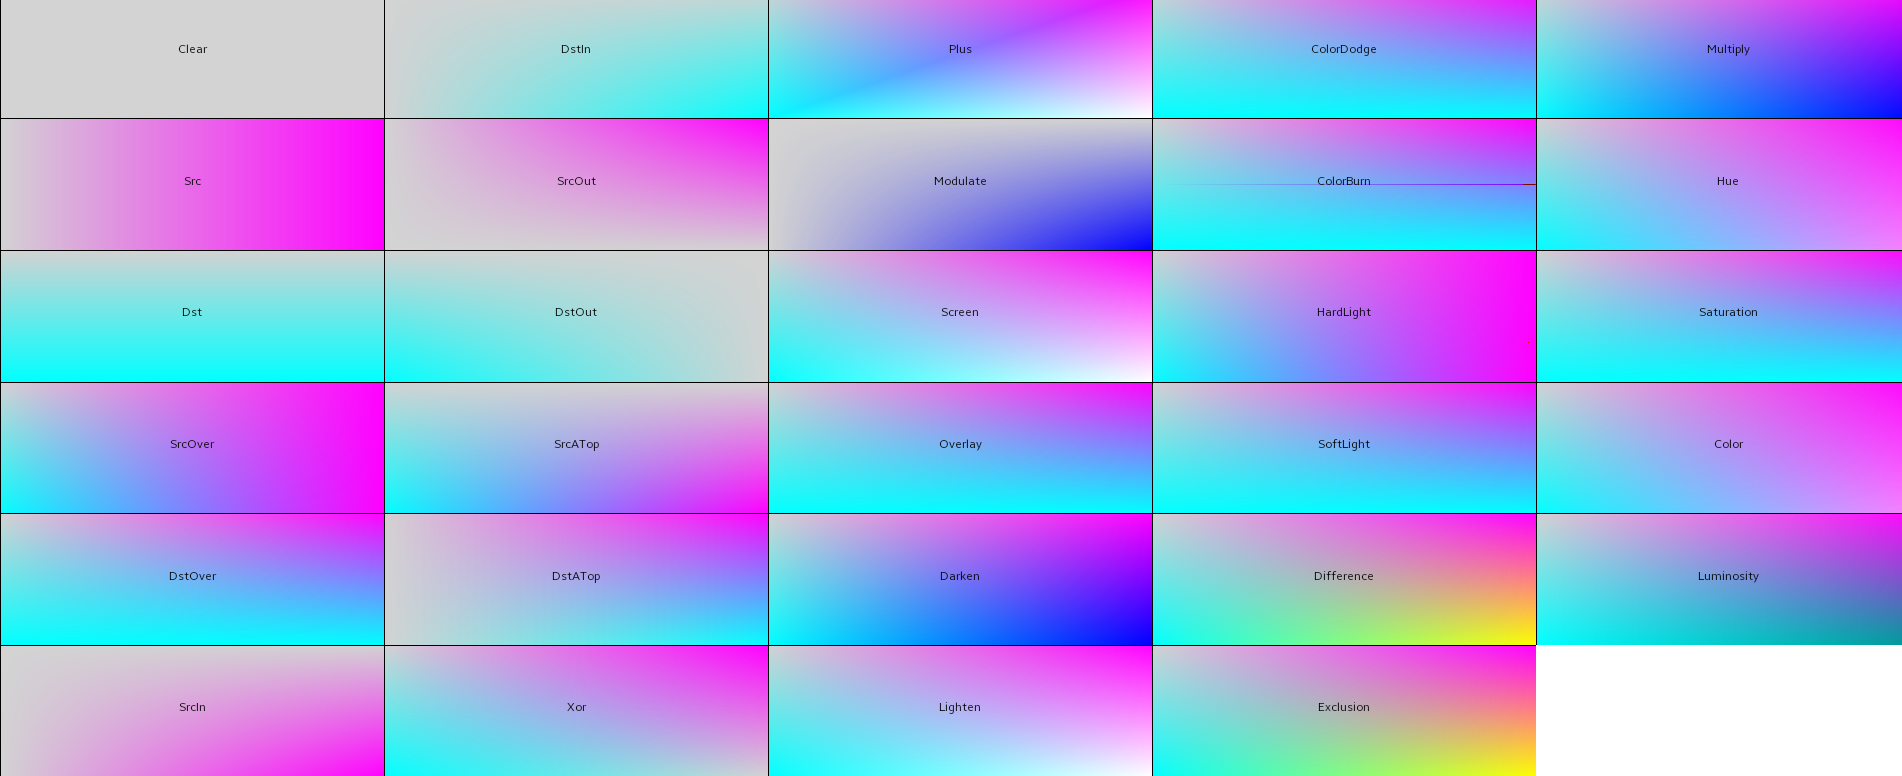 Clear
DstIn
Plus
ColorDodge
Multiply
Src
SrcOut
Modulate
ColorBurn
Hue
Dst
DstOut
Screen
HardLight
Saturation
SrcOver
SrcATop
Overlay
SoftLight
Color
DstOver
DstATop
Darken
Difference
Luminosity
SrcIn
Xor
Lighten
Exclusion